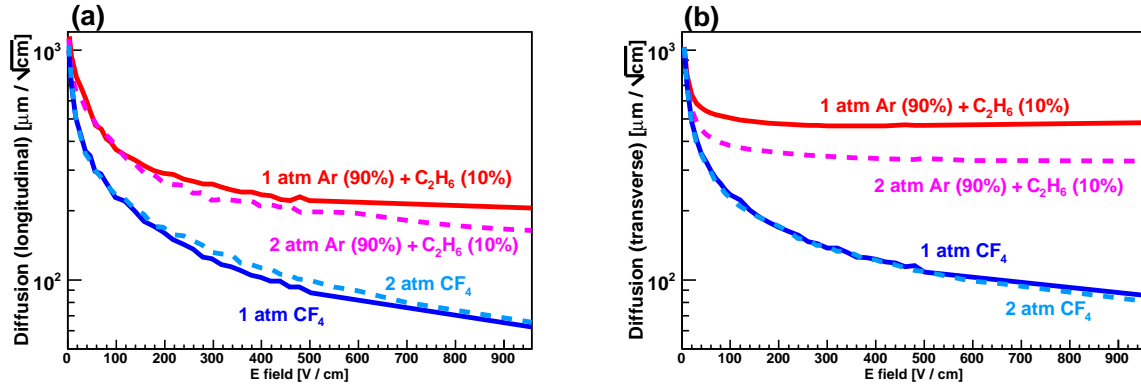 (a)
Diffusion (longitudinal) [μm / √cm]
10³
10²
1 atm Ar (90%) + C₂H₆ (10%)
2 atm Ar (90%) + C₂H₆ (10%)
2 atm CF₄
1 atm CF₄
0 100 200 300 400 500 600 700 800 900
E field [V / cm]
(b)
Diffusion (transverse) [μm / √cm]
10³
10²
1 atm Ar (90%) + C₂H₆ (10%)
2 atm Ar (90%) + C₂H₆ (10%)
1 atm CF₄
2 atm CF₄
0 100 200 300 400 500 600 700 800 900
E field [V / cm]